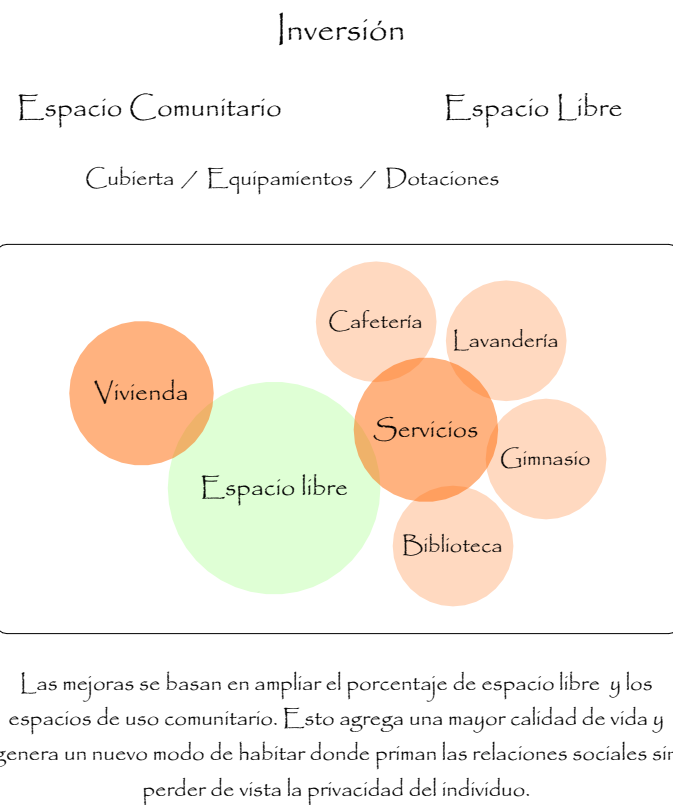 Inversión
Espacio Comunitario
Espacio Libre
Cubierta / Equipamientos / Dotaciones
Cafetería
Lavandería
Vivienda
Servicios
Gimnasio
Espacio libre
Biblioteca
Las mejoras se basan en ampliar el porcentaje de espacio libre y los
espacios de uso comunitario. Esto agrega una mayor calidad de vida y
genera un nuevo modo de habitar donde priman las relaciones sociales sin
perder de vista la privacidad del individuo.